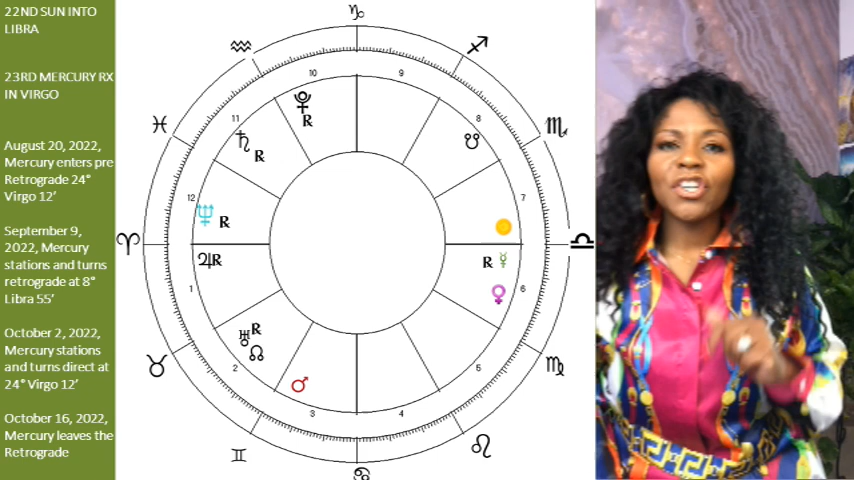 22ND SUN INTO
LIBRA
23RD MERCURY RX
IN VIRGO
August 20, 2022,
Mercury enters pre
Retrograde 24°
Virgo 12′
September 9,
2022, Mercury
stations and turns
retrograde at 8°
Libra 55′
October 2, 2022,
Mercury stations
and turns direct at
24° Virgo 12′
October 16, 2022,
Mercury leaves the
Retrograde
♑
♒
♐
10
9
♇
℞
11
8
♓
♄ ℞
☋
♏
12
7
♆ ℞
♈
♎
♃℞
℞ ☿
1
♀
6
♅ ℞
☊
♉
2
5
♍
♂
3
4
♊
♌
♋